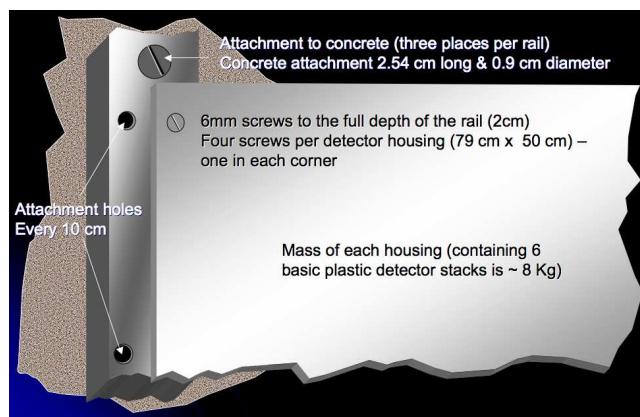 Attachment to concrete (three places per rail)
Concrete attachment 2.54 cm long & 0.9 cm diameter
6mm screws to the full depth of the rail (2cm)
Four screws per detector housing (79 cm x 50 cm) –
one in each corner
Attachment holes
Every 10 cm
Mass of each housing (containing 6
basic plastic detector stacks is ~ 8 Kg)